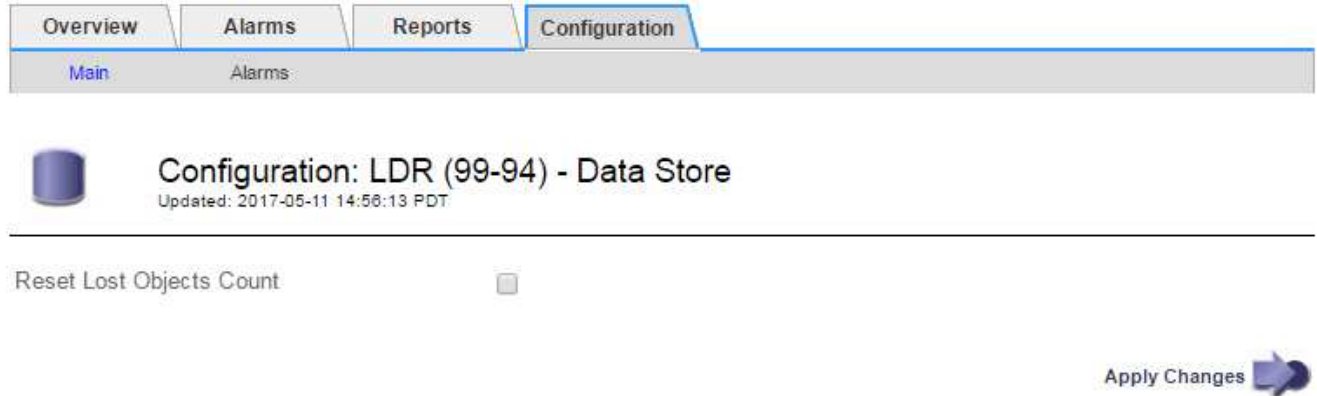 Overview Alarms Reports Configuration
Main Alarms
Configuration: LDR (99-94) - Data Store
Updated: 2017-05-11 14:56:13 PDT
Reset Lost Objects Count
Apply Changes